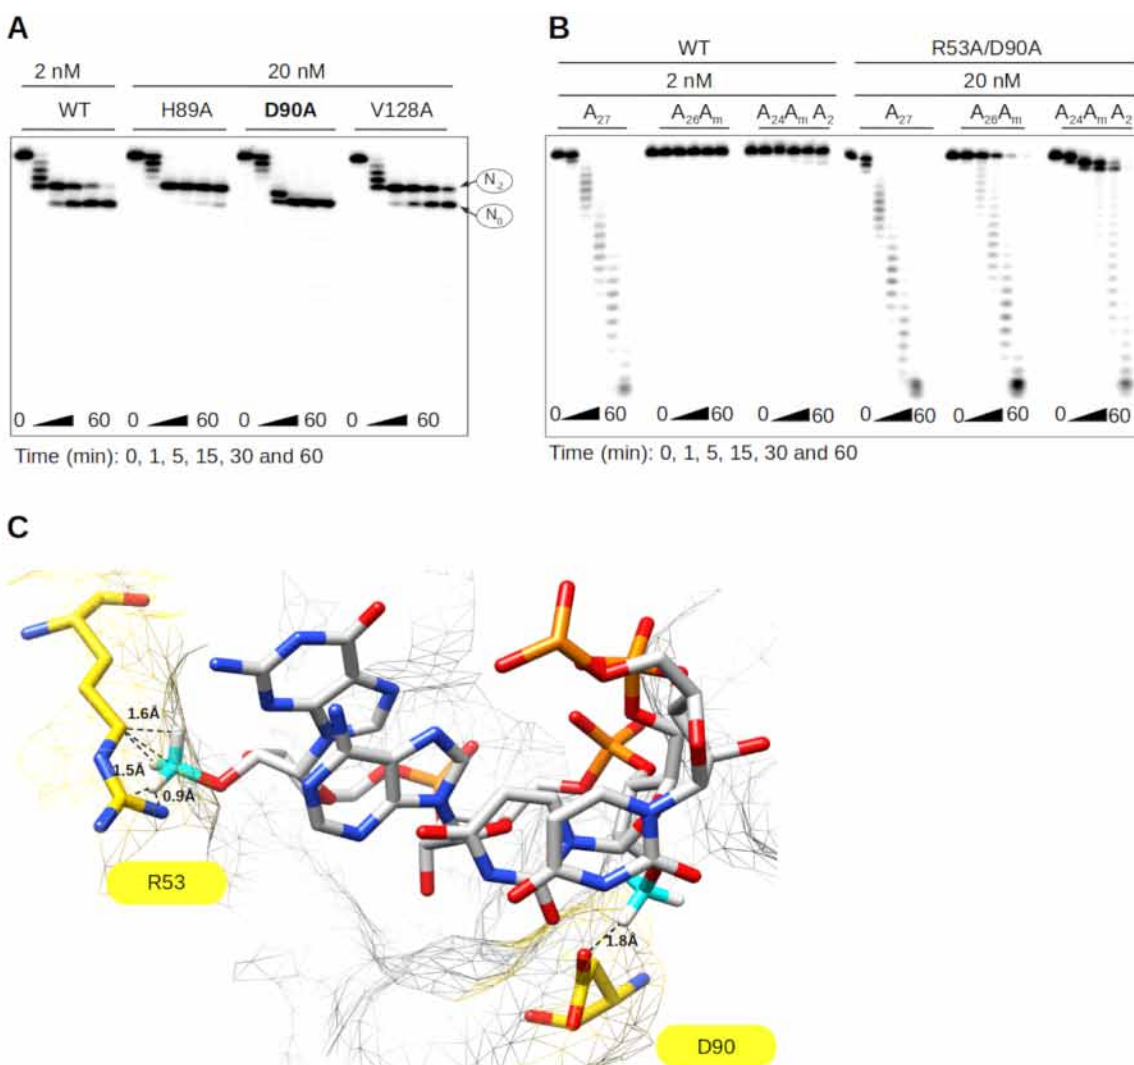 A
2 nM 20 nM
WT H89A D90A V128A
N-2
N0
0 60 0 60 0 60 0 60
Time (min): 0, 1, 5, 15, 30 and 60
B
WT R53A/D90A
2 nM 20 nM
A27 A26Am A24Am A2 A27 A26Am A24Am A2
0 60 0 60 0 60 0 60 0 60 0 60
Time (min): 0, 1, 5, 15, 30 and 60
C
1.6Å
1.5Å
0.9Å
R53
1.8Å
D90